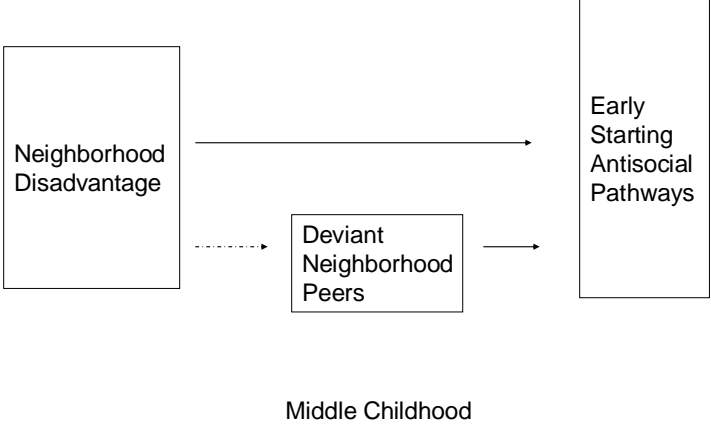 Neighborhood
Disadvantage
Deviant
Neighborhood
Peers
Early
Starting
Antisocial
Pathways
Middle Childhood